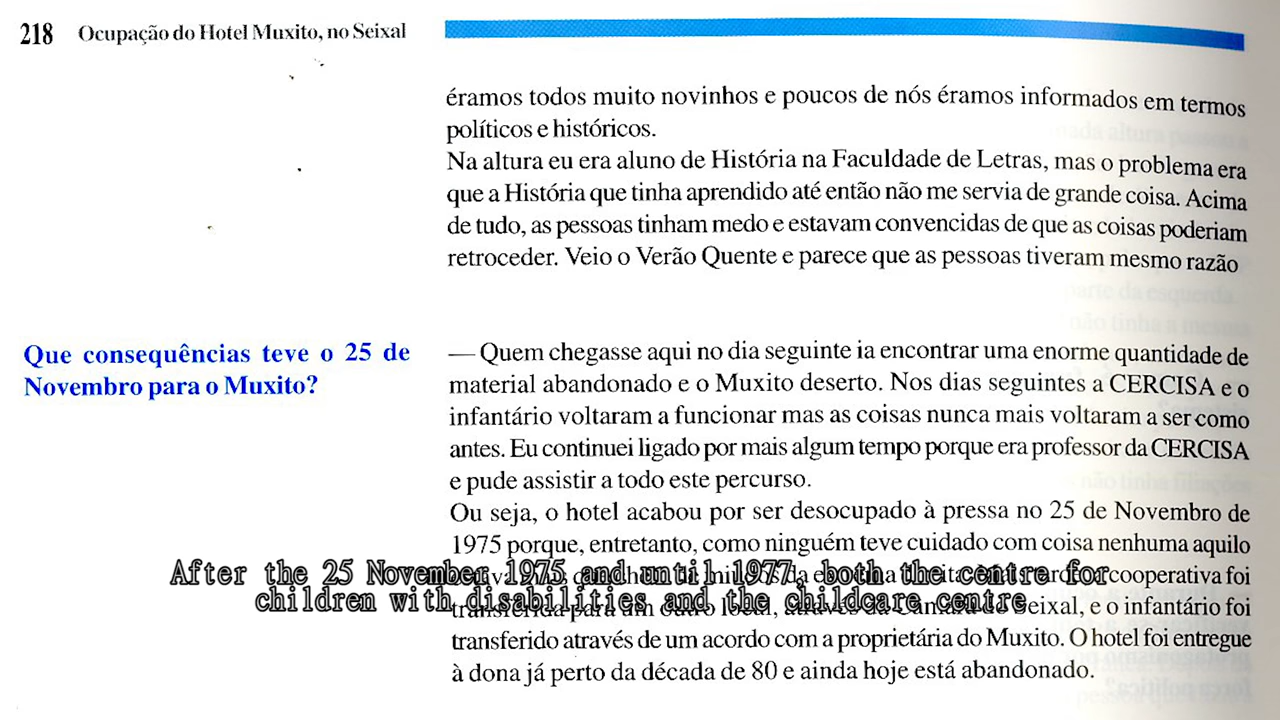 218 Ocupação do Hotel Muxito, no Seixal
éramos todos muito novinhos e poucos de nós éramos informados em termos
políticos e históricos.
Na altura eu era aluno de História na Faculdade de Letras, mas o problema era
que a História que tinha aprendido até então não me servia de grande coisa. Acima
de tudo, as pessoas tinham medo e estavam convencidas de que as coisas poderiam
retroceder. Veio o Verão Quente e parece que as pessoas tiveram mesmo razão
Que consequências teve o 25 de
Novembro para o Muxito?
— Quem chegasse aqui no dia seguinte ia encontrar uma enorme quantidade de
material abandonado e o Muxito deserto. Nos dias seguintes a CERCISA e o
infantário voltaram a funcionar mas as coisas nunca mais voltaram a ser como
antes. Eu continuei ligado por mais algum tempo porque era professor da CERCISA
e pude assistir a todo este percurso.
Ou seja, o hotel acabou por ser desocupado à pressa no 25 de Novembro de
1975 porque, entretanto, como ninguém teve cuidado com coisa nenhuma aquilo
cooperativa foi
transferida para um outro local, através da Câmara do Seixal, e o infantário foi
transferido através de um acordo com a proprietária do Muxito. O hotel foi entregue
à dona já perto da década de 80 e ainda hoje está abandonado.
After the 25 November 1975 and until 1977, both the centre for
children with disabilities and the childcare centre